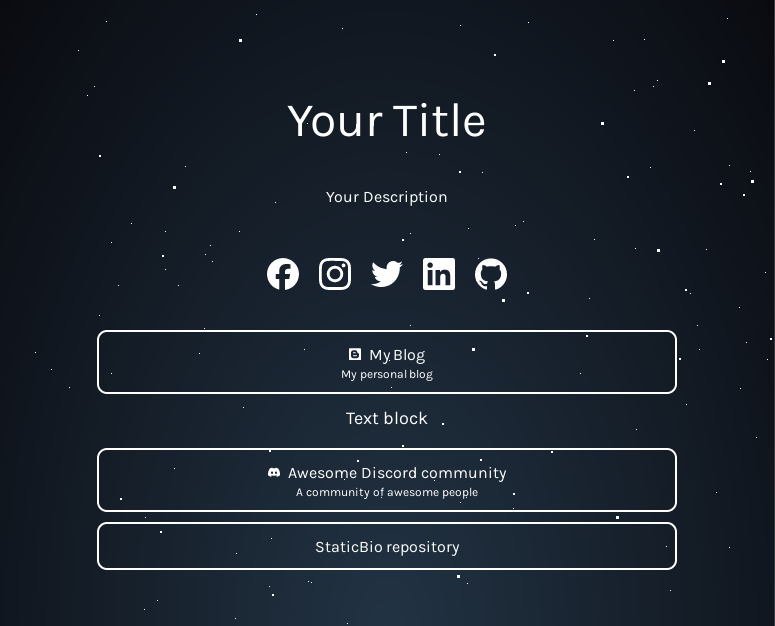 Your Title
Your Description
My Blog
My personal blog
Text block
Awesome Discord community
A community of awesome people
StaticBio repository